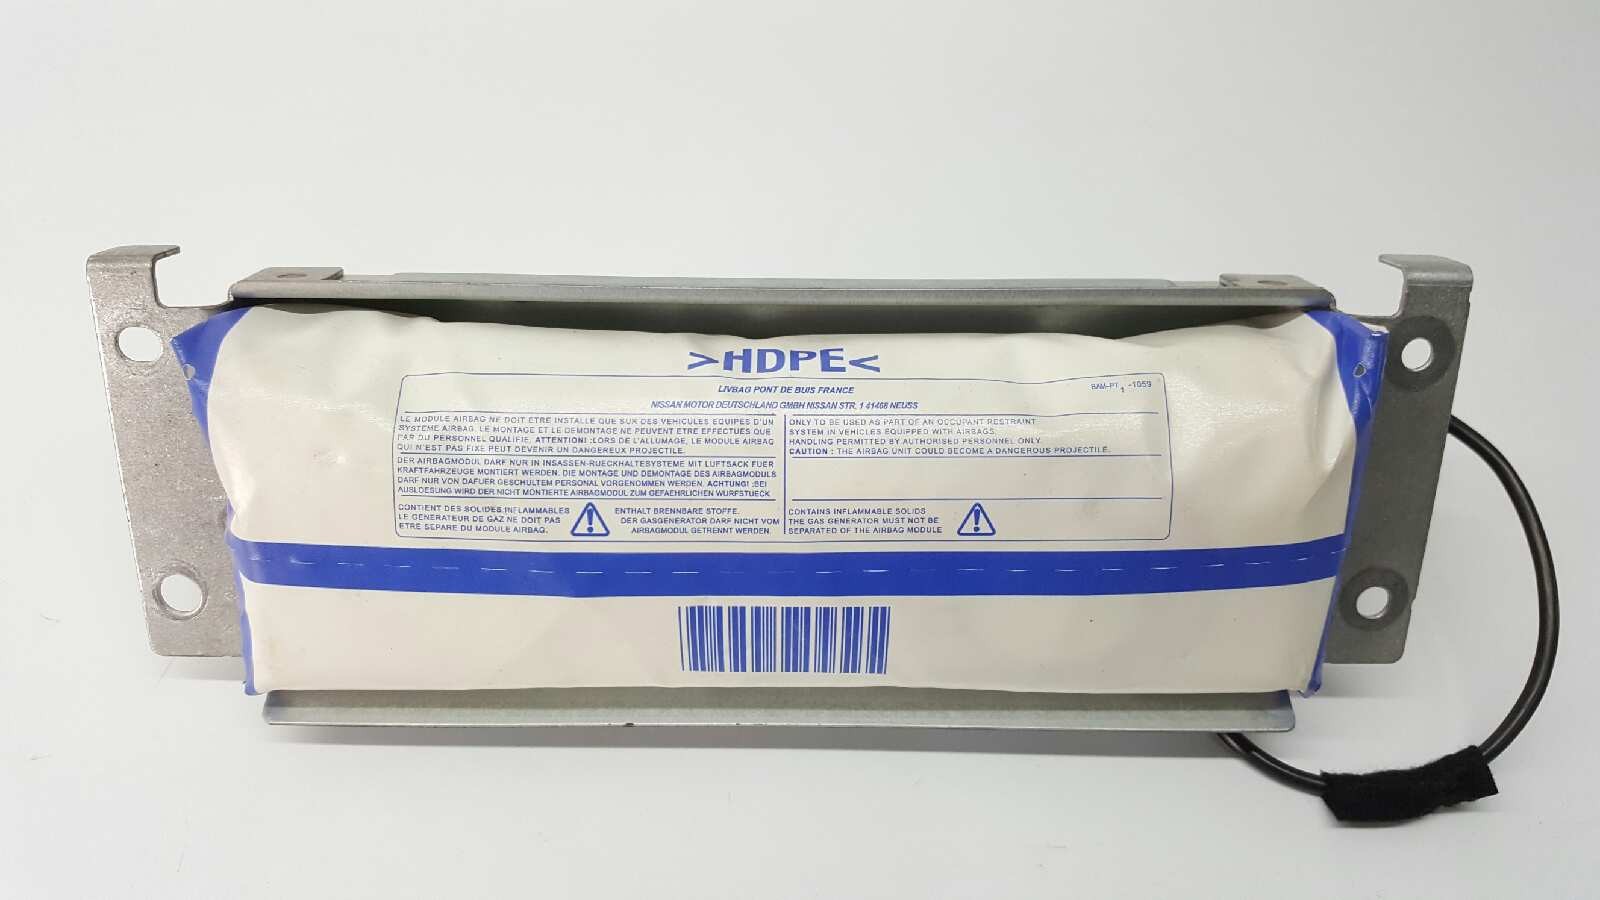 >HDPE<
LIVBAG PONT DE BUIS FRANCE
BAM-PT 1 -1059
NISSAN MOTOR DEUTSCHLAND GMBH NISSAN STR, 1 41468 NEUSS
LE MODULE AIRBAG NE DOIT ETRE INSTALLE QUE SUR DES VEHICULES EQUIPES D'UN
SYSTEME AIRBAG. LE MONTAGE ET LE DEMONTAGE NE PEUVENT ETRE EFFECTUES QUE
PAR DU PERSONNEL QUALIFIE. ATTENTION! :LORS DE L'ALLUMAGE, LE MODULE AIRBAG
QUI N'EST PAS FIXE PEUT DEVENIR UN DANGEREUX PROJECTILE.
DER AIRBAGMODUL DARF NUR IN INSASSEN-RUECKHALTESYSTEME MIT LUFTSACK FUER
KRAFTFAHRZEUGE MONTIERT WERDEN. DIE MONTAGE UND DEMONTAGE DES AIRBAGMODULS
DARF NUR VON DAFUER GESCHULTEM PERSONAL VORGENOMMEN WERDEN. ACHTUNG! :BEI
AUSLOESUNG WIRD DER NICHT MONTIERTE AIRBAGMODUL ZUM GEFAEHRLICHEN WURFSTUECK
CONTIENT DES SOLIDES INFLAMMABLES
LE GENERATEUR DE GAZ NE DOIT PAS
ETRE SEPARE DU MODULE AIRBAG.
ENTHALT BRENNBARE STOFFE.
DER GASGENERATOR DARF NICHT VOM
AIRBAGMODUL GETRENNT WERDEN.
ONLY TO BE USED AS PART OF AN OCCUPANT RESTRAINT
SYSTEM IN VEHICLES EQUIPPED WITH AIRBAGS.
HANDLING PERMITTED BY AUTHORISED PERSONNEL ONLY.
CAUTION : THE AIRBAG UNIT COULD BECOME A DANGEROUS PROJECTILE.
CONTAINS INFLAMMABLE SOLIDS
THE GAS GENERATOR MUST NOT BE
SEPARATED OF THE AIRBAG MODULE